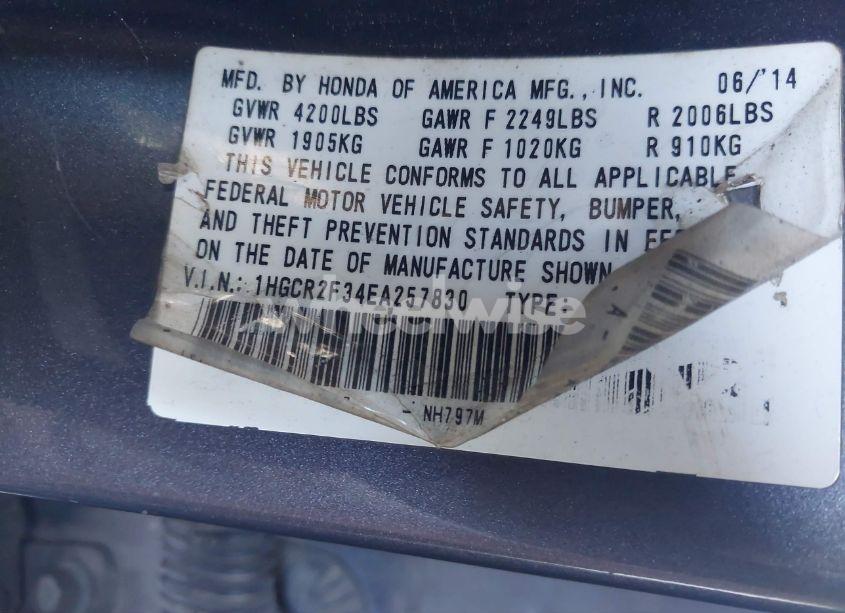 MFD. BY HONDA OF AMERICA MFG., INC. 06/'14
GVWR 4200LBS GAWR F 2249LBS R 2006LBS
GVWR 1905KG GAWR F 1020KG R 910KG
THIS VEHICLE CONFORMS TO ALL APPLICABLE
FEDERAL MOTOR VEHICLE SAFETY, BUMPER,
AND THEFT PREVENTION STANDARDS IN
ON THE DATE OF MANUFACTURE SHOWN
V.I.N.: 1HGCR2F34EA257830 TYPE
wheelwise
NH797M